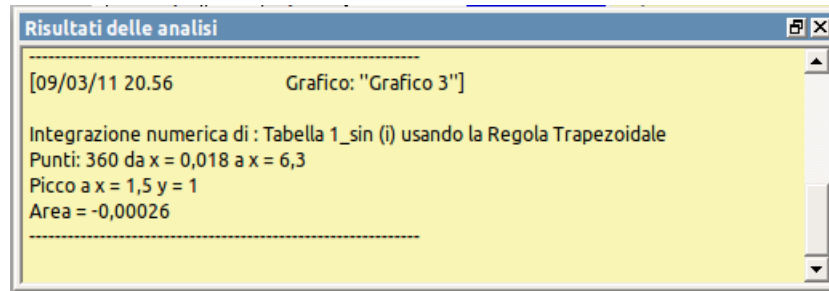 Risultati delle analisi
-------------------------------------------------------------
[09/03/11 20.56 Grafico: "Grafico 3"]
Integrazione numerica di : Tabella 1_sin (i) usando la Regola Trapezoidale
Punti: 360 da x = 0,018 a x = 6,3
Picco a x = 1,5 y = 1
Area = -0,00026
-------------------------------------------------------------